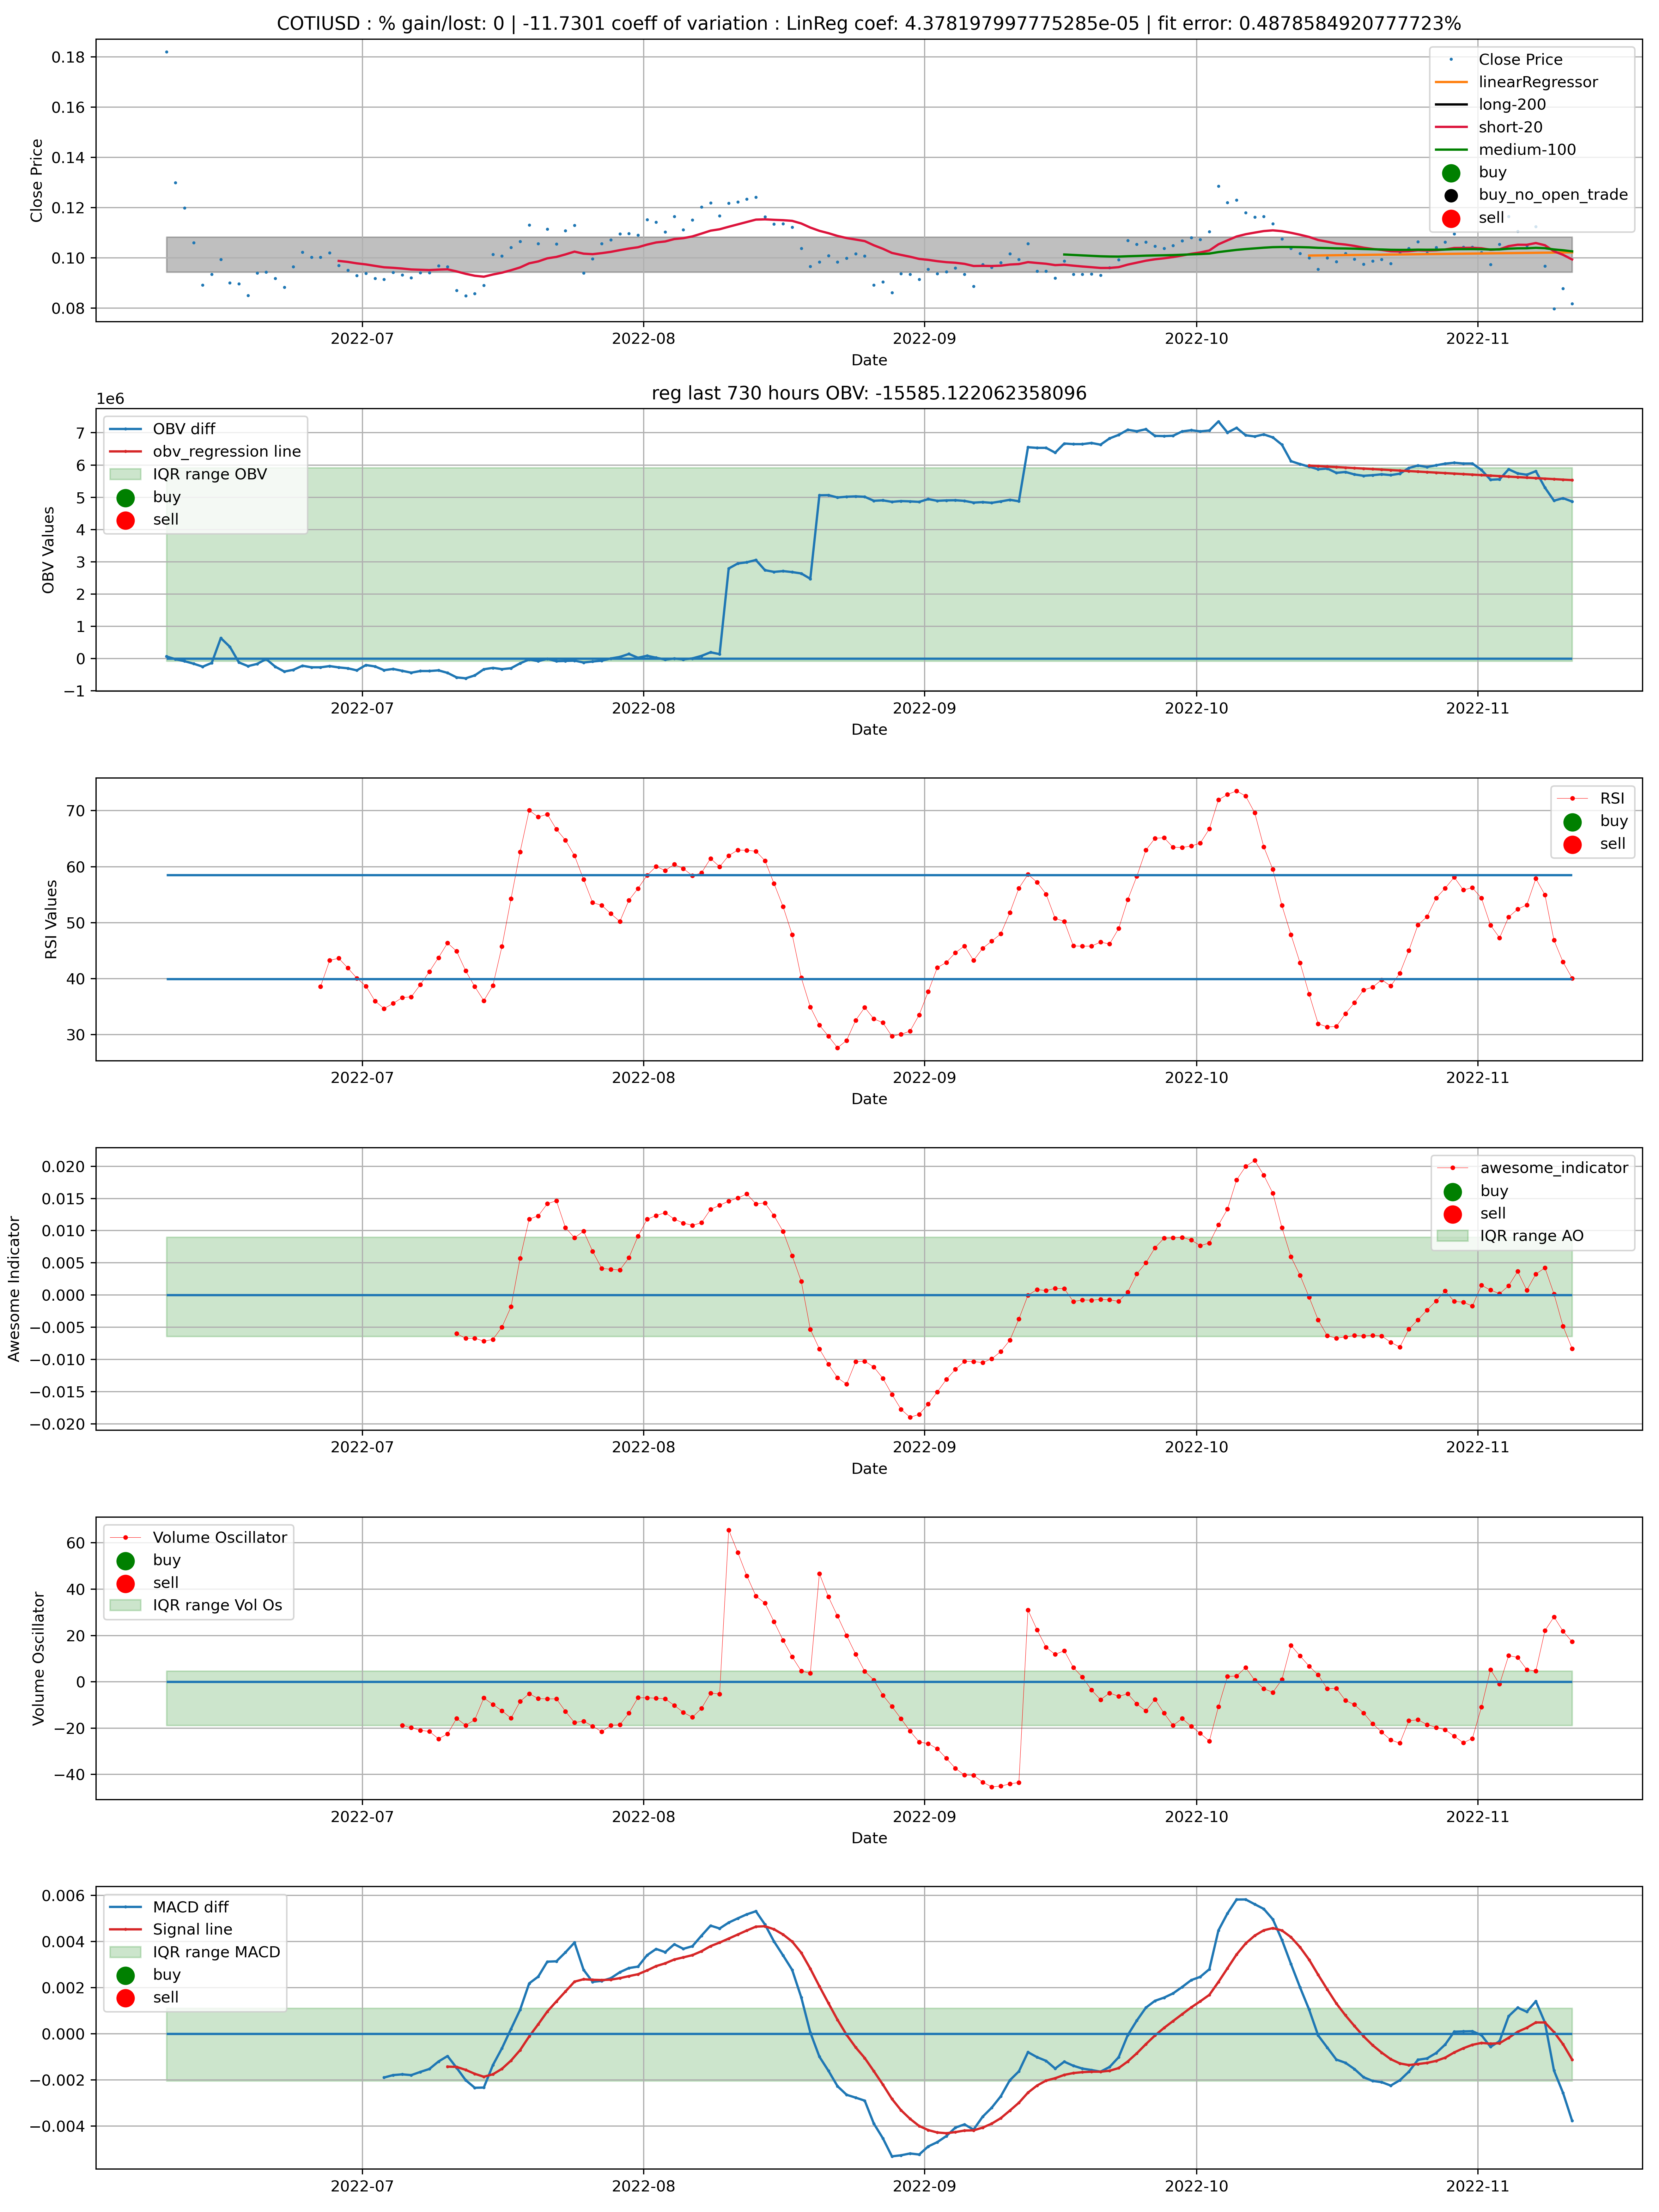 COTIUSD : % gain/lost: 0 | -11.7301 coeff of variation : LinReg coef: 4.378197997775285e-05 | fit error: 0.4878584920777723%
Close Price
0.18
0.16
0.14
0.12
0.10
0.08
Close Price
linearRegressor
long-200
short-20
medium-100
buy
buy_no_open_trade
sell
2022-07 2022-08 2022-09 2022-10 2022-11
Date
reg last 730 hours OBV: -15585.122062358096
1e6
OBV Values
7
6
5
4
3
2
1
0
−1
OBV diff
obv_regression line
IQR range OBV
buy
sell
2022-07 2022-08 2022-09 2022-10 2022-11
Date
RSI Values
70
60
50
40
30
RSI
buy
sell
2022-07 2022-08 2022-09 2022-10 2022-11
Date
Awesome Indicator
0.020
0.015
0.010
0.005
0.000
−0.005
−0.010
−0.015
−0.020
awesome_indicator
buy
sell
IQR range AO
2022-07 2022-08 2022-09 2022-10 2022-11
Date
Volume Oscillator
60
40
20
0
−20
−40
Volume Oscillator
buy
sell
IQR range Vol Os
2022-07 2022-08 2022-09 2022-10 2022-11
Date
0.006
0.004
0.002
0.000
−0.002
−0.004
MACD diff
Signal line
IQR range MACD
buy
sell
2022-07 2022-08 2022-09 2022-10 2022-11